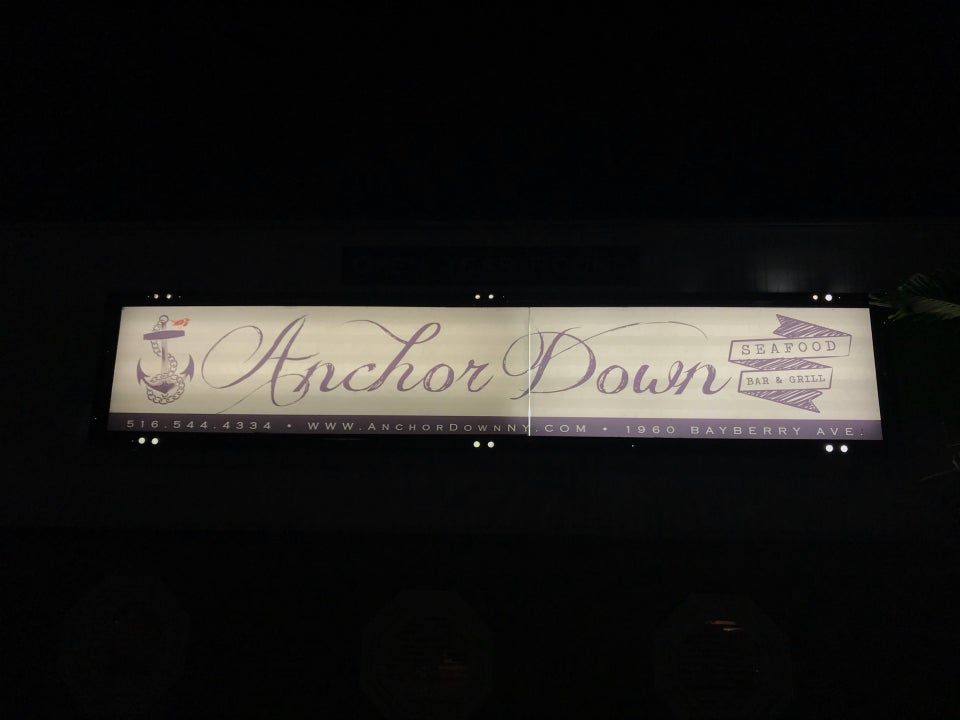 Anchor Down
SEAFOOD
BAR & GRILL
516.544.4334 • WWW.ANCHORDOWNNY.COM • 1960 BAYBERRY AVE.